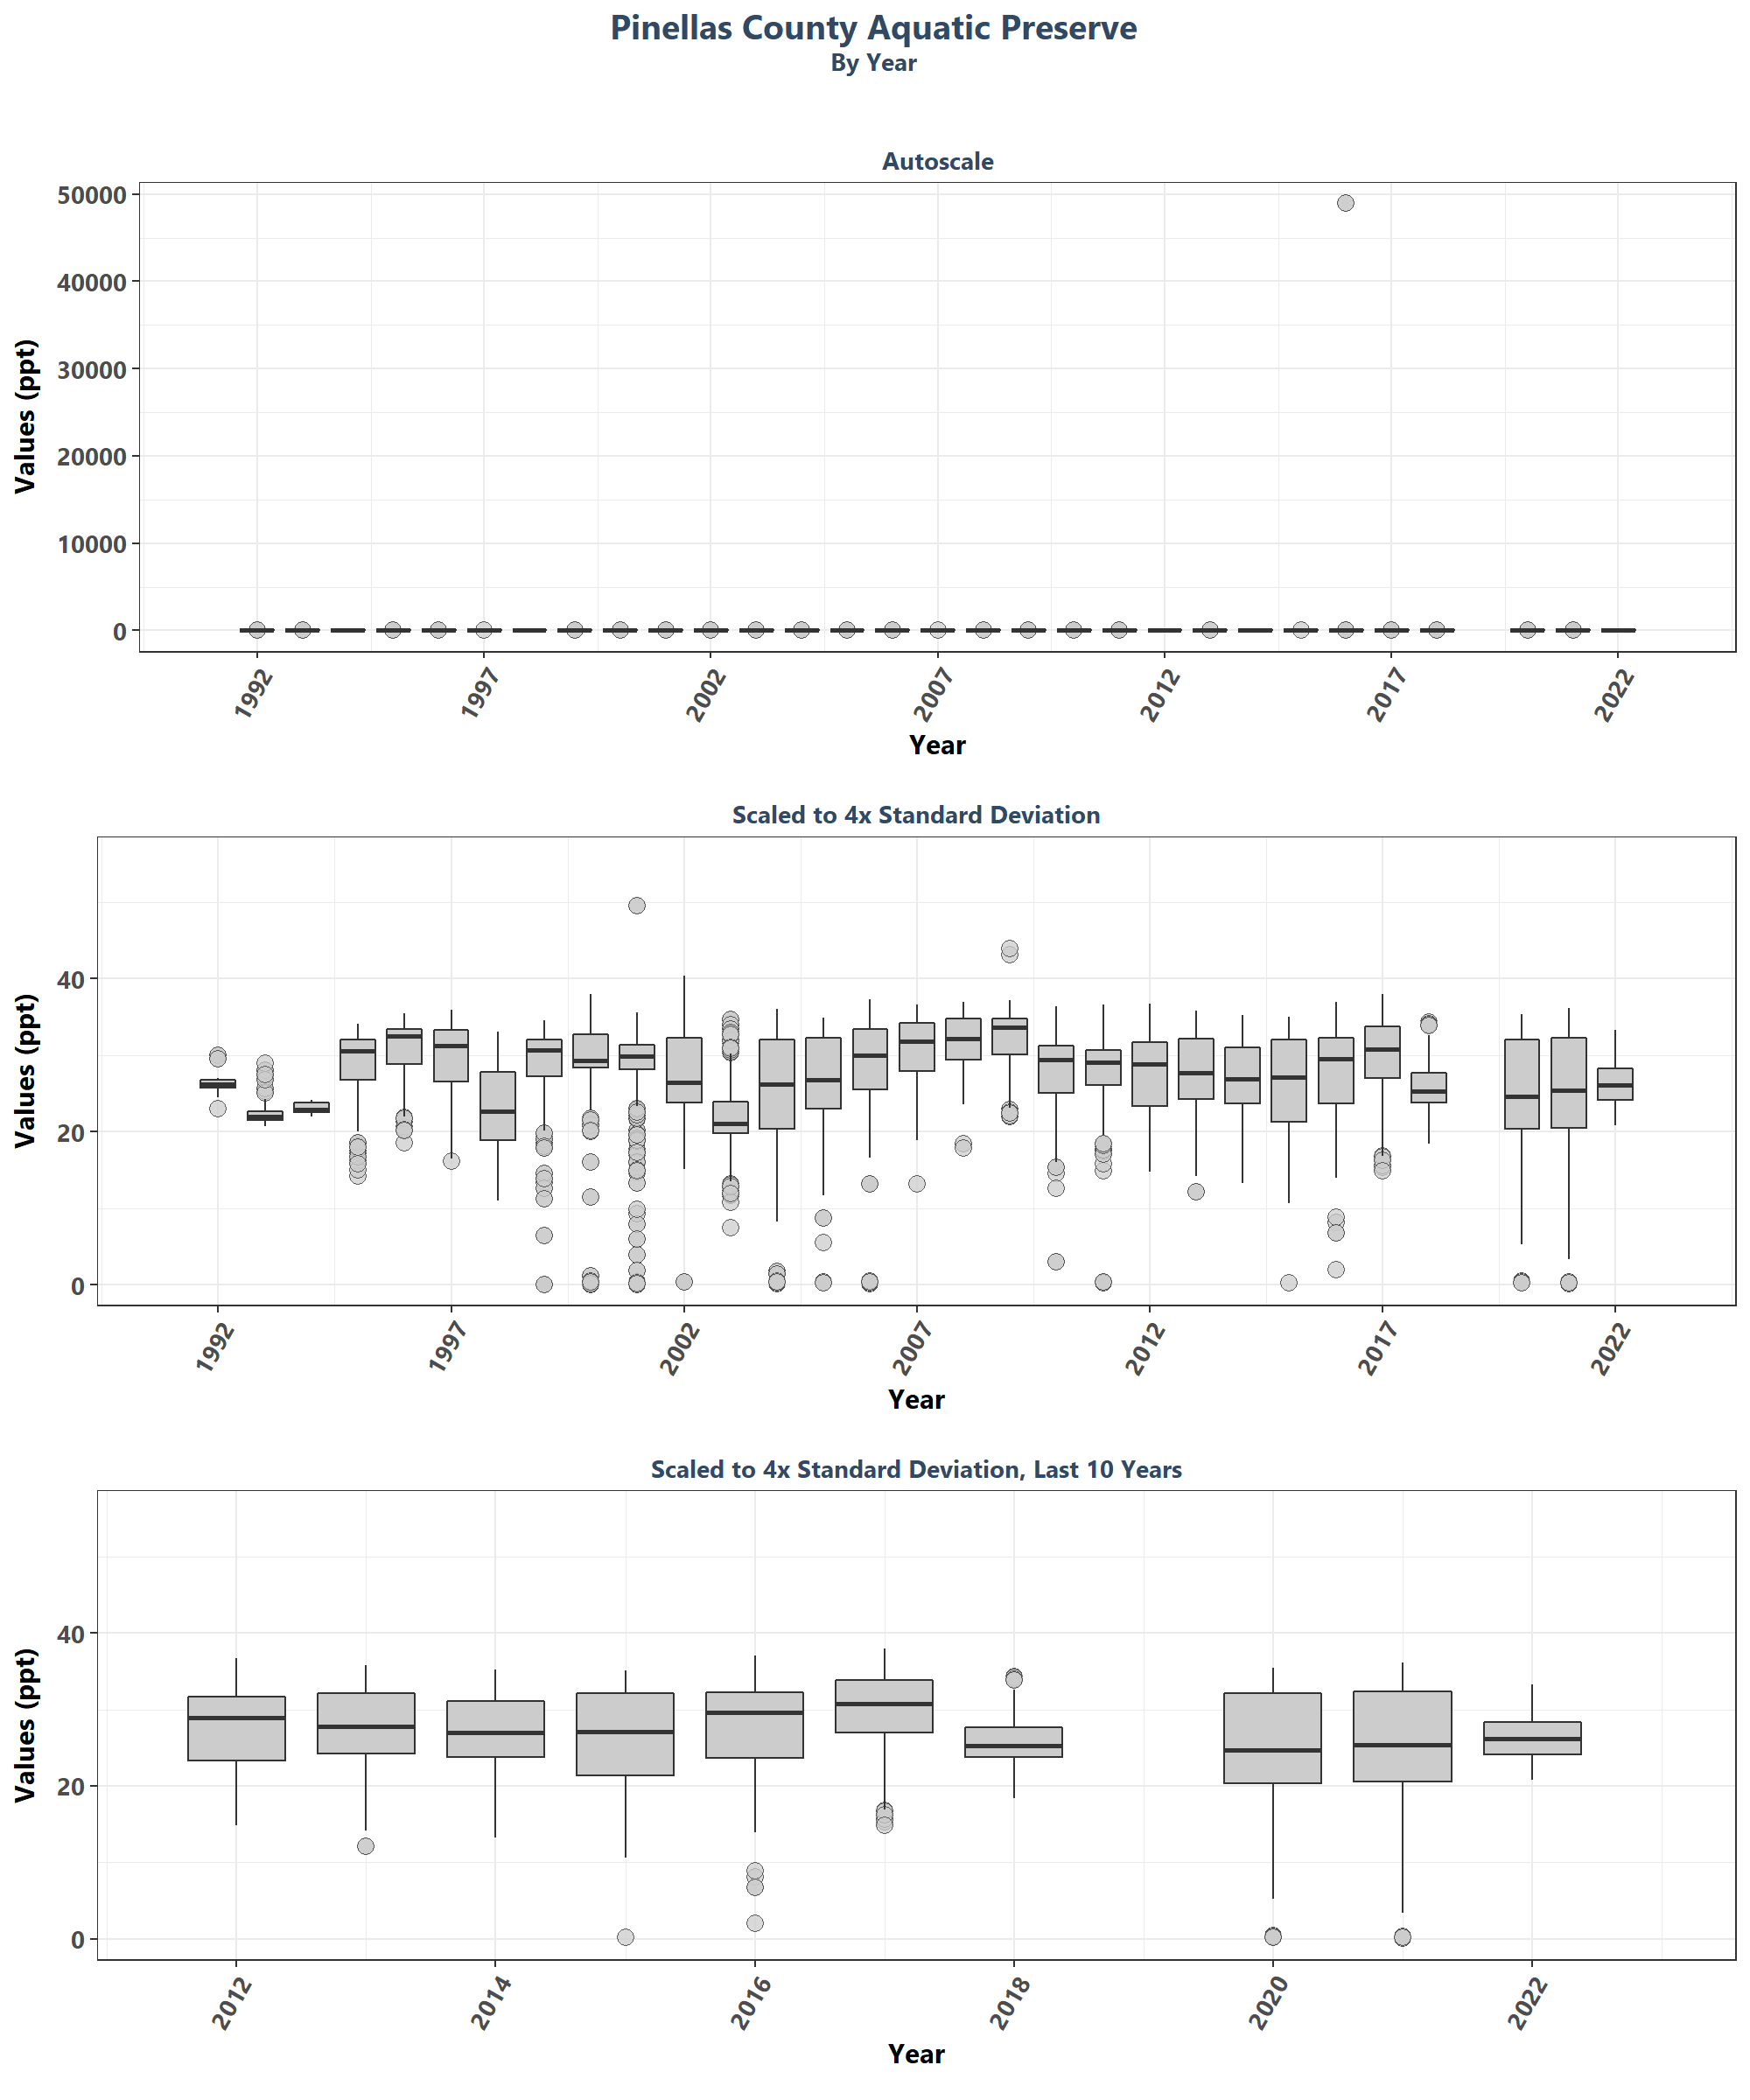 Pinellas County Aquatic Preserve
By Year
Autoscale
50000
40000
30000
20000
10000
0
Values (ppt)
1992 1997 2002 2007 2012 2017 2022
Year
Scaled to 4x Standard Deviation
40
20
0
Values (ppt)
1992 1997 2002 2007 2012 2017 2022
Year
Scaled to 4x Standard Deviation, Last 10 Years
40
20
0
Values (ppt)
2012 2014 2016 2018 2020 2022
Year